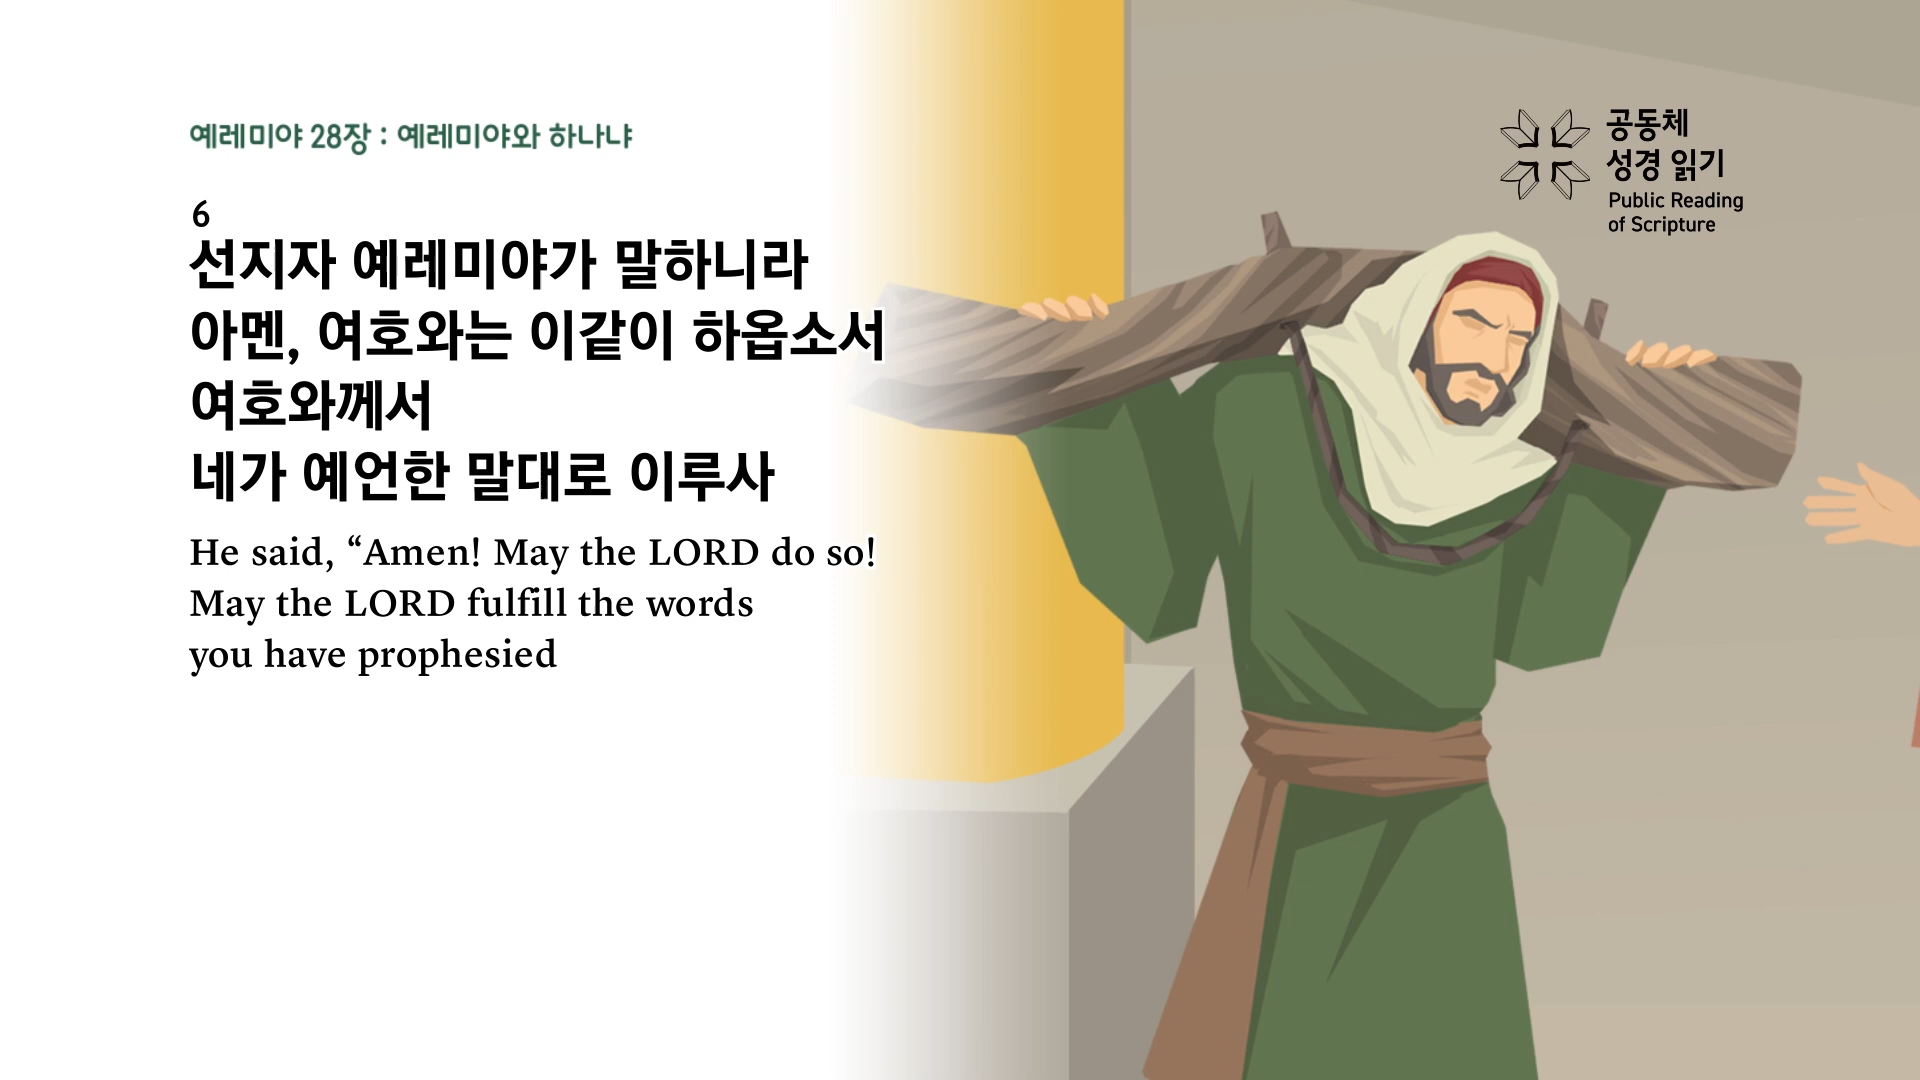 예레미야 28장 : 예레미야와 하나냐
6
선지자 예레미야가 말하니라
아멘, 여호와는 이같이 하옵소서
여호와께서
네가 예언한 말대로 이루사
He said, “Amen! May the LORD do so!
May the LORD fulfill the words
you have prophesied
공동체
성경 읽기
Public Reading
of Scripture